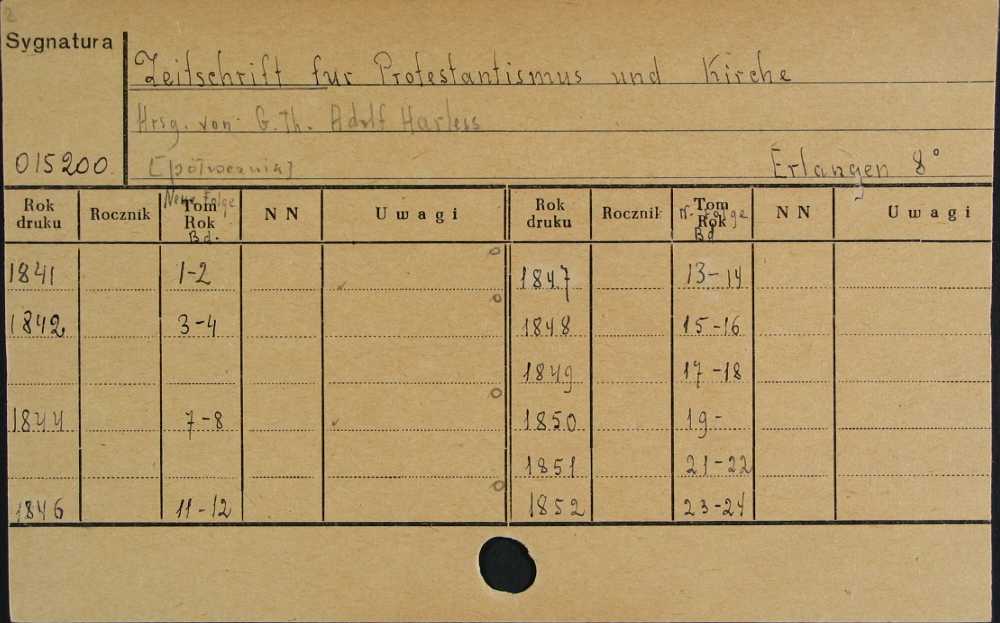 2
Sygnatura
Zeitschrift fur Protestantismus und Kirche
Hrsg. von G. Th. Adolf Harless
015200 [półrocznik] Erlangen 8°
Rok druku Rocznik Neue Folge Tom Rok Bd. NN Uwagi Rok druku Rocznik N. Folge Tom Rok Bd NN Uwagi
1841 1-2 1847 13-14
1842 3-4 1848 15-16
1849 17-18
1844 7-8 1850 19-
1851 21-22
1846 11-12 1852 23-24